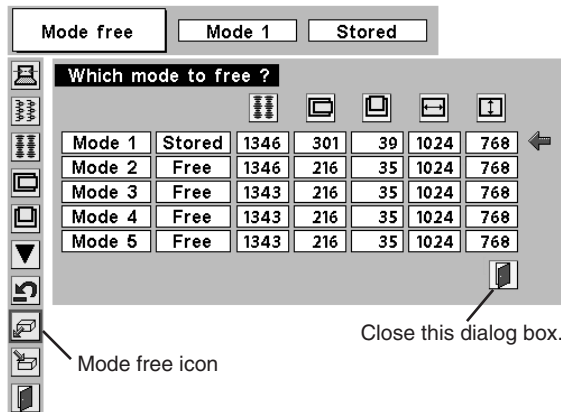 Mode free Mode 1 Stored
Which mode to free ?
Mode 1 Stored 1346 301 39 1024 768
Mode 2 Free 1346 216 35 1024 768
Mode 3 Free 1343 216 35 1024 768
Mode 4 Free 1343 216 35 1024 768
Mode 5 Free 1343 216 35 1024 768
Close this dialog box.
Mode free icon